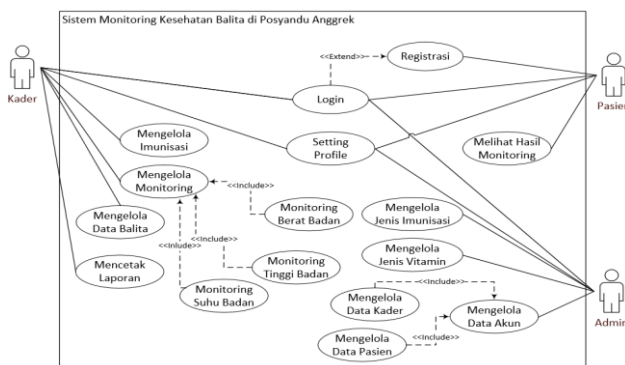 Sistem Monitoring Kesehatan Balita di Posyandu Anggrek
<<Extend>>
Registrasi
Kader
Login
Pasien
Mengelola
Imunisasi
Setting
Profile
Melihat Hasil
Monitoring
Mengelola
Monitoring
<<Include>>
Monitoring
Berat Badan
Mengelola
Jenis Imunisasi
Mengelola
Data Balita
<<Inlude>>
<<Include>>
Mengelola
Jenis Vitamin
Mencetak
Laporan
Monitoring
Tinggi Badan
Monitoring
Suhu Badan
<<Include>>
Mengelola
Data Kader
Mengelola
Data Akun
Admin
<<Include>>
Mengelola
Data Pasien